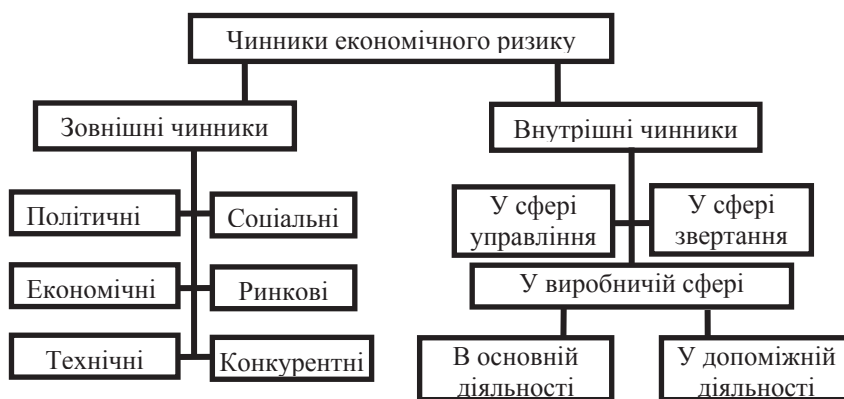 Чинники економічного ризику
Зовнішні чинники
Внутрішні чинники
Політичні
Соціальні
Економічні
Ринкові
Технічні
Конкурентні
У сфері
управління
У сфері
звертання
У виробничій сфері
В основній
діяльності
У допоміжній
діяльності